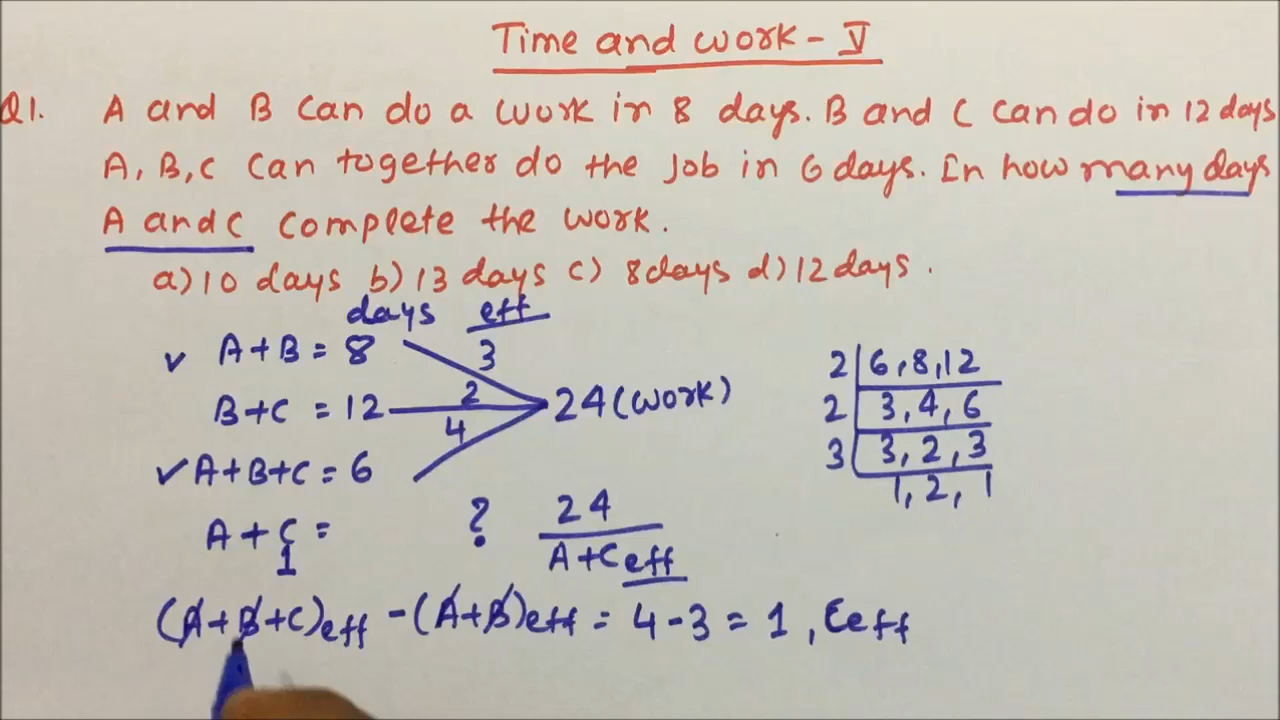 Time and work - V
Q1. A and B can do a work in 8 days. B and C can do in 12 days
A, B, C can together do the job in 6 days. In how many days
A and C complete the work.
a) 10 days b) 13 days c) 8 days d) 12 days.
days eff
✓ A+B = 8 3
B+C = 12 2 24 (work)
✓ A+B+C = 6 4
A+C = ? 24
A+C eff
1
(A+B+C)eff - (A+B)eff = 4-3 = 1, Ceff
2 | 6, 8, 12
2 | 3, 4, 6
3 | 3, 2, 3
1, 2, 1